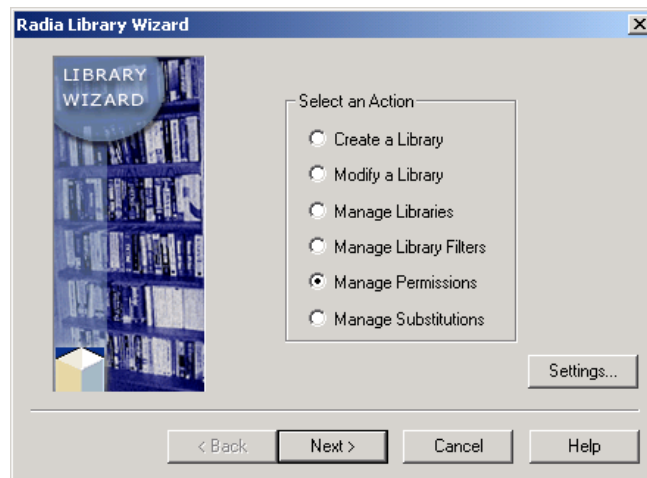 Radia Library Wizard
LIBRARY
WIZARD
Select an Action
Create a Library
Modify a Library
Manage Libraries
Manage Library Filters
Manage Permissions
Manage Substitutions
Settings...
< Back
Next >
Cancel
Help